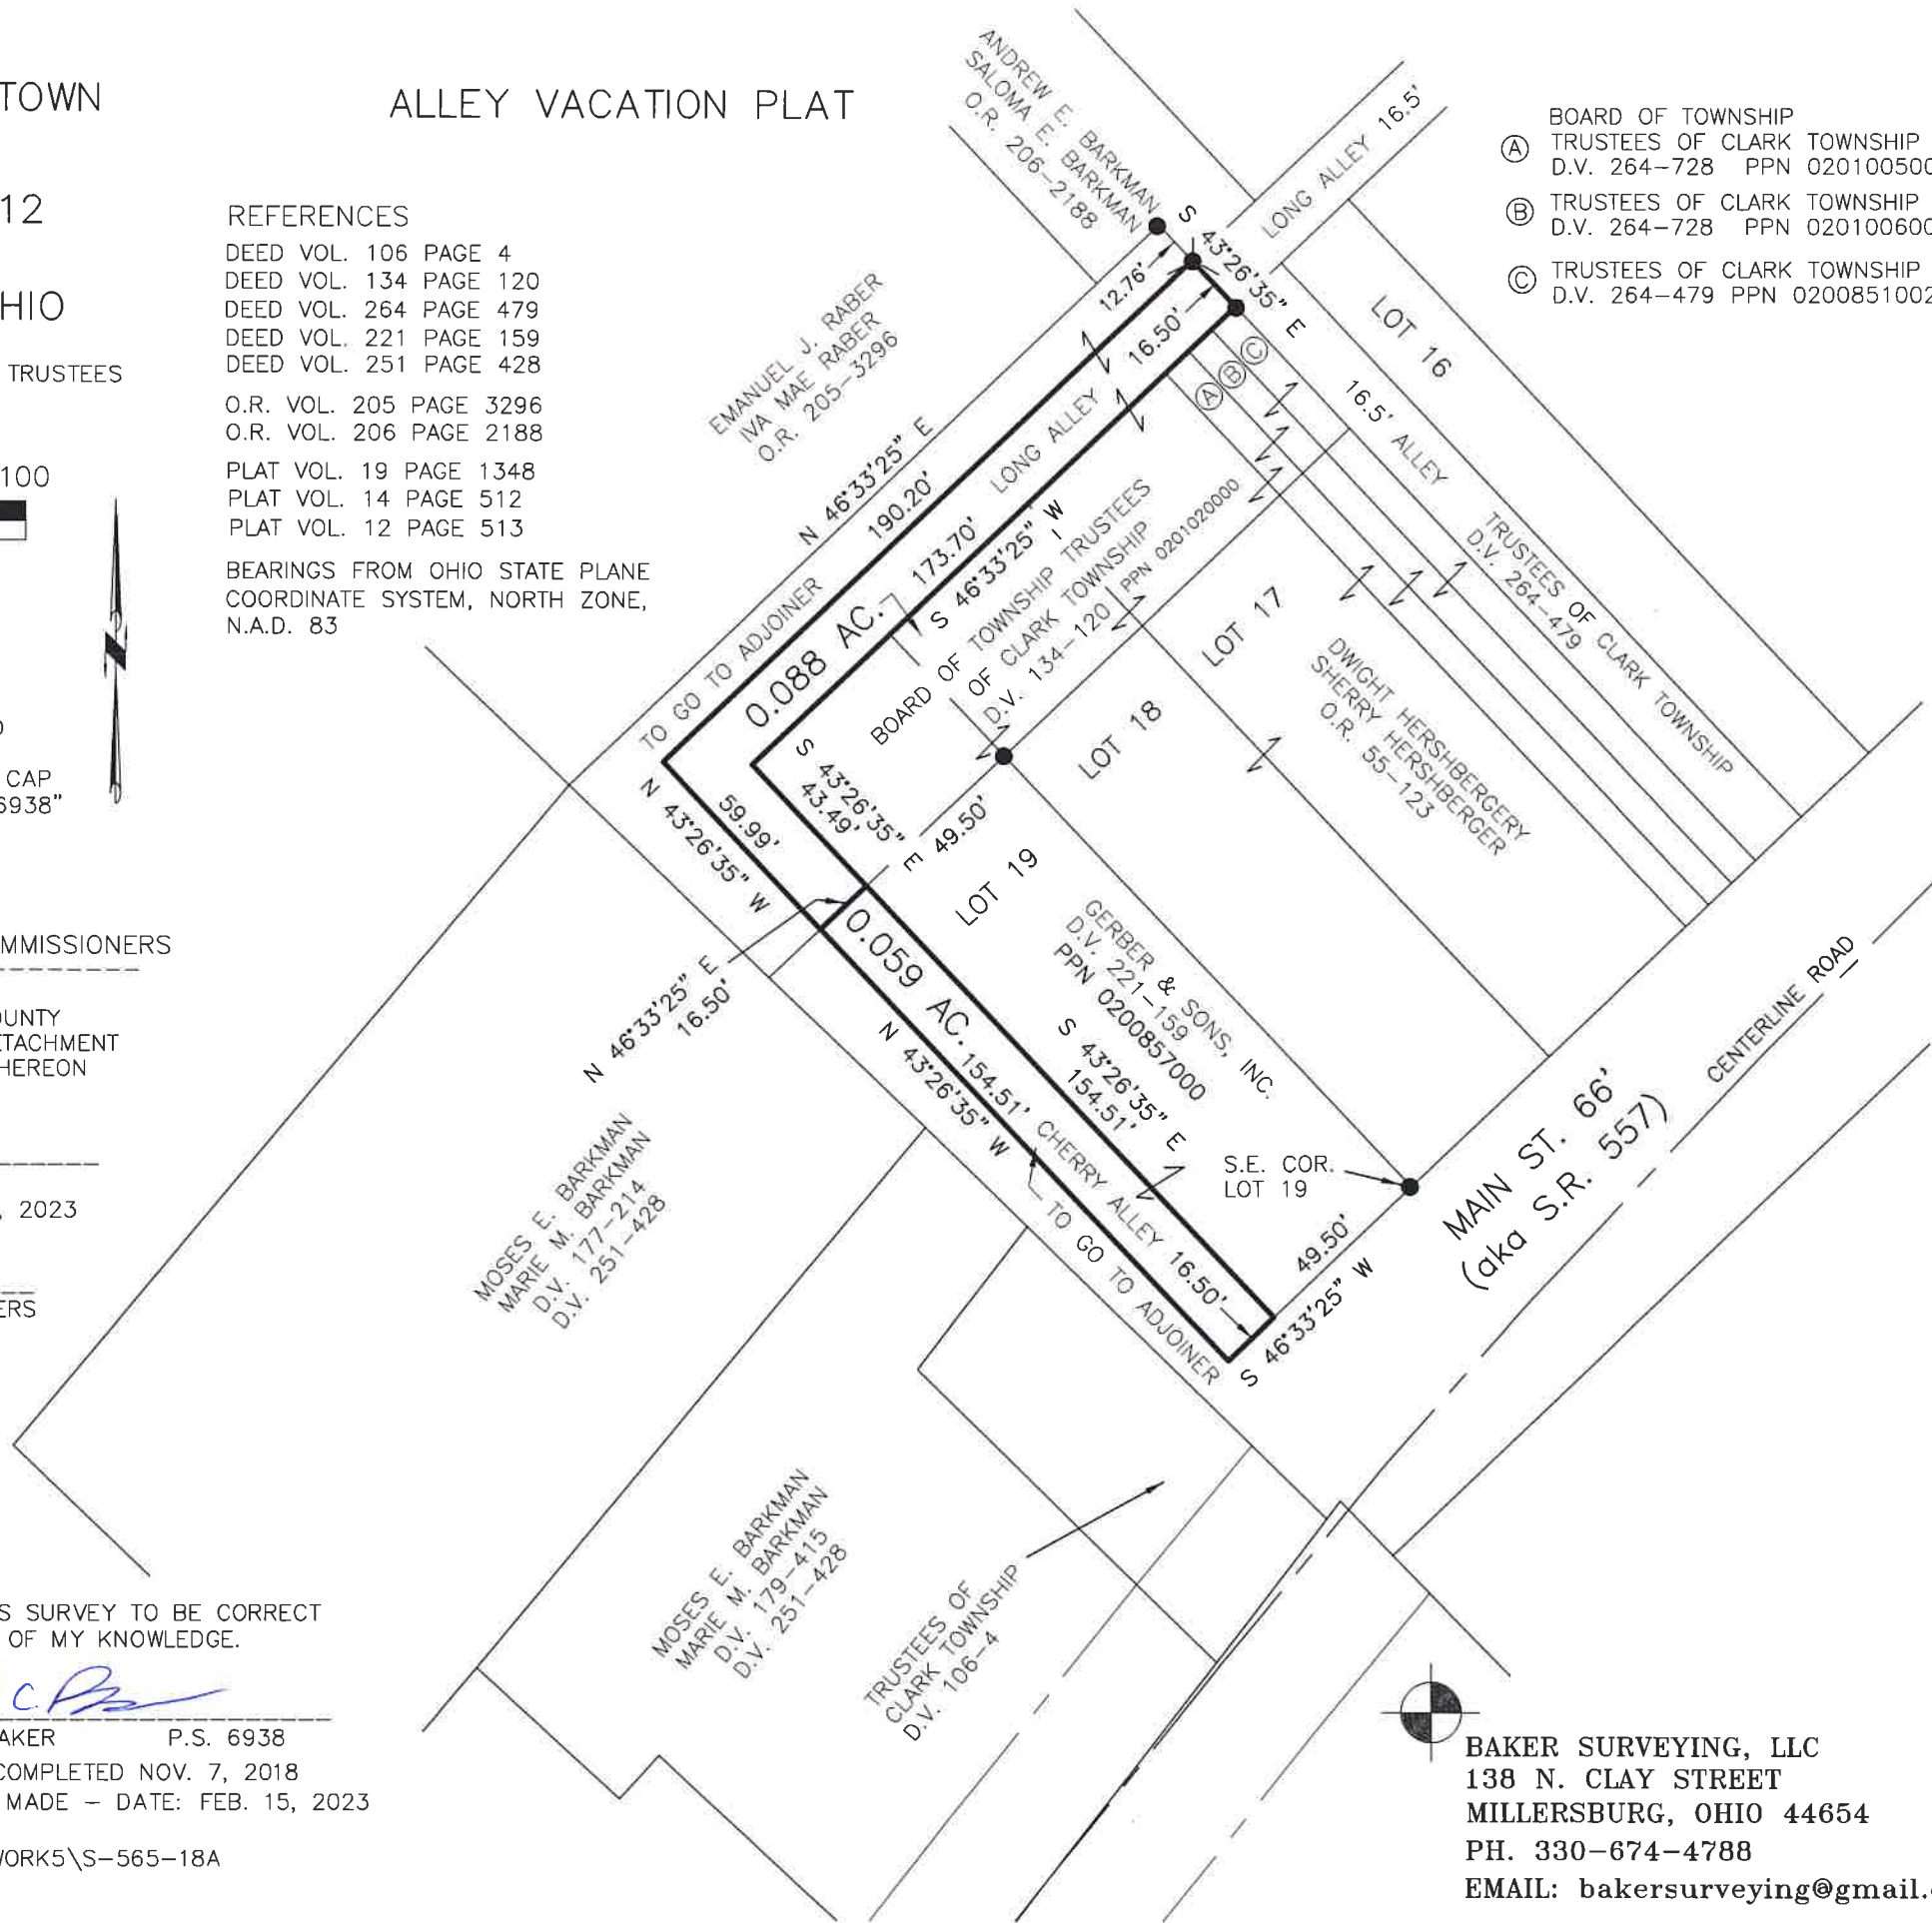 TOWN
12
HIO
TRUSTEES
100
CAP
6938"
MMISSIONERS
OUNTY
ETACHMENT
HEREON
, 2023
ERS
S SURVEY TO BE CORRECT
OF MY KNOWLEDGE.
AKER P.S. 6938
COMPLETED NOV. 7, 2018
MADE – DATE: FEB. 15, 2023
WORK5\S-565-18A
ALLEY VACATION PLAT
REFERENCES
DEED VOL. 106 PAGE 4
DEED VOL. 134 PAGE 120
DEED VOL. 264 PAGE 479
DEED VOL. 221 PAGE 159
DEED VOL. 251 PAGE 428
O.R. VOL. 205 PAGE 3296
O.R. VOL. 206 PAGE 2188
PLAT VOL. 19 PAGE 1348
PLAT VOL. 14 PAGE 512
PLAT VOL. 12 PAGE 513
BEARINGS FROM OHIO STATE PLANE
COORDINATE SYSTEM, NORTH ZONE,
N.A.D. 83
ANDREW E. BARKMAN
SALOMA E. BARKMAN
O.R. 206-2188
LONG ALLEY 16.5'
BOARD OF TOWNSHIP
Ⓐ TRUSTEES OF CLARK TOWNSHIP
D.V. 264-728 PPN 020100500
Ⓑ TRUSTEES OF CLARK TOWNSHIP
D.V. 264-728 PPN 020100600
Ⓒ TRUSTEES OF CLARK TOWNSHIP
D.V. 264-479 PPN 0200851002
S 43°26'35" E
12.76'
16.50'
EMANUEL J. RABER
IVA MAE RABER
O.R. 205-3296
N 46°33'25" E
190.20'
LONG ALLEY
173.70'
S 46°33'25" W
Ⓐ Ⓑ Ⓒ
LOT 16
16.5' ALLEY
TRUSTEES OF CLARK TOWNSHIP
D.V. 264-479
TO GO TO ADJOINER
0.088 AC.
BOARD OF TOWNSHIP TRUSTEES
OF CLARK TOWNSHIP
D.V. 134-120 PPN 0201020000
LOT 17
DWIGHT HERSHBERGERY
SHERRY HERSHBERGER
O.R. 55-123
LOT 18
S 43°26'35" E
43.49'
59.99'
N 43°26'35" W
49.50'
LOT 19
GERBER & SONS, INC.
D.V. 221-159
PPN 0200857000
S 43°26'35" E
154.51'
N 46°33'25" E
16.50'
0.059 AC.
154.51'
N 43°26'35" W
CHERRY ALLEY 16.50'
TO GO TO ADJOINER
S.E. COR.
LOT 19
49.50'
S 46°33'25" W
MAIN ST. 66'
(aka S.R. 557)
CENTERLINE ROAD
MOSES E. BARKMAN
MARIE M. BARKMAN
D.V. 177-214
D.V. 251-428
MOSES E. BARKMAN
MARIE M. BARKMAN
D.V. 179-415
D.V. 251-428
TRUSTEES OF
CLARK TOWNSHIP
D.V. 106-4
BAKER SURVEYING, LLC
138 N. CLAY STREET
MILLERSBURG, OHIO 44654
PH. 330-674-4788
EMAIL: bakersurveying@gmail.